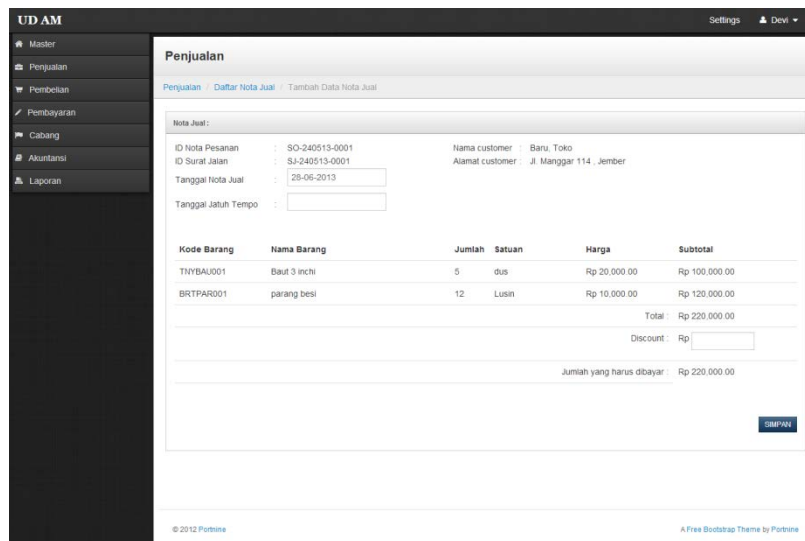 UD AM
Settings Devi
Master
Penjualan
Pembelian
Pembayaran
Cabang
Akuntansi
Laporan
Penjualan
Penjualan / Daftar Nota Jual / Tambah Data Nota Jual
Nota Jual :
ID Nota Pesanan : SO-240513-0001 Nama customer : Baru, Toko
ID Surat Jalan : SJ-240513-0001 Alamat customer : Jl. Manggar 114 , Jember
Tanggal Nota Jual : 28-06-2013
Tanggal Jatuh Tempo :
Kode Barang Nama Barang Jumlah Satuan Harga Subtotal
TNYBAU001 Baut 3 inchi 5 dus Rp 20,000.00 Rp 100,000.00
BRTPAR001 parang besi 12 Lusin Rp 10,000.00 Rp 120,000.00
Total : Rp 220,000.00
Discount : Rp
Jumlah yang harus dibayar : Rp 220,000.00
SIMPAN
© 2012 Portnine A Free Bootstrap Theme by Portnine